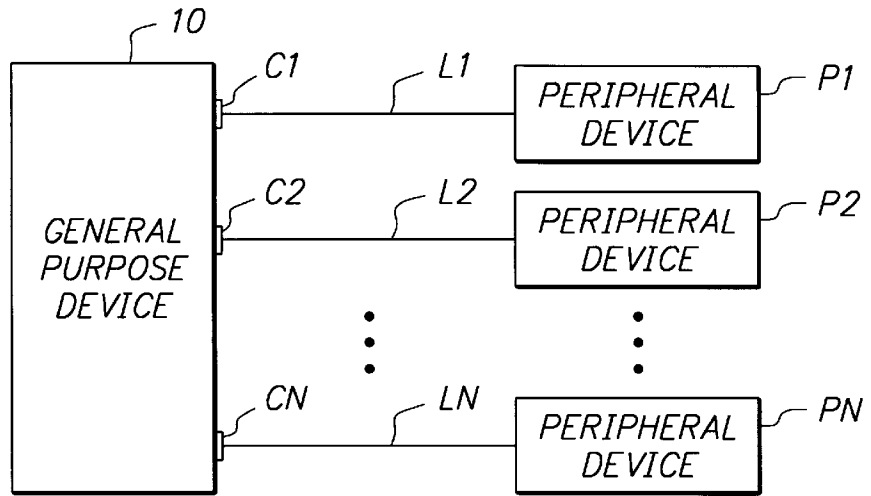 10
C1
L1
PERIPHERAL
DEVICE
P1
C2
L2
PERIPHERAL
DEVICE
P2
GENERAL
PURPOSE
DEVICE
CN
LN
PERIPHERAL
DEVICE
PN